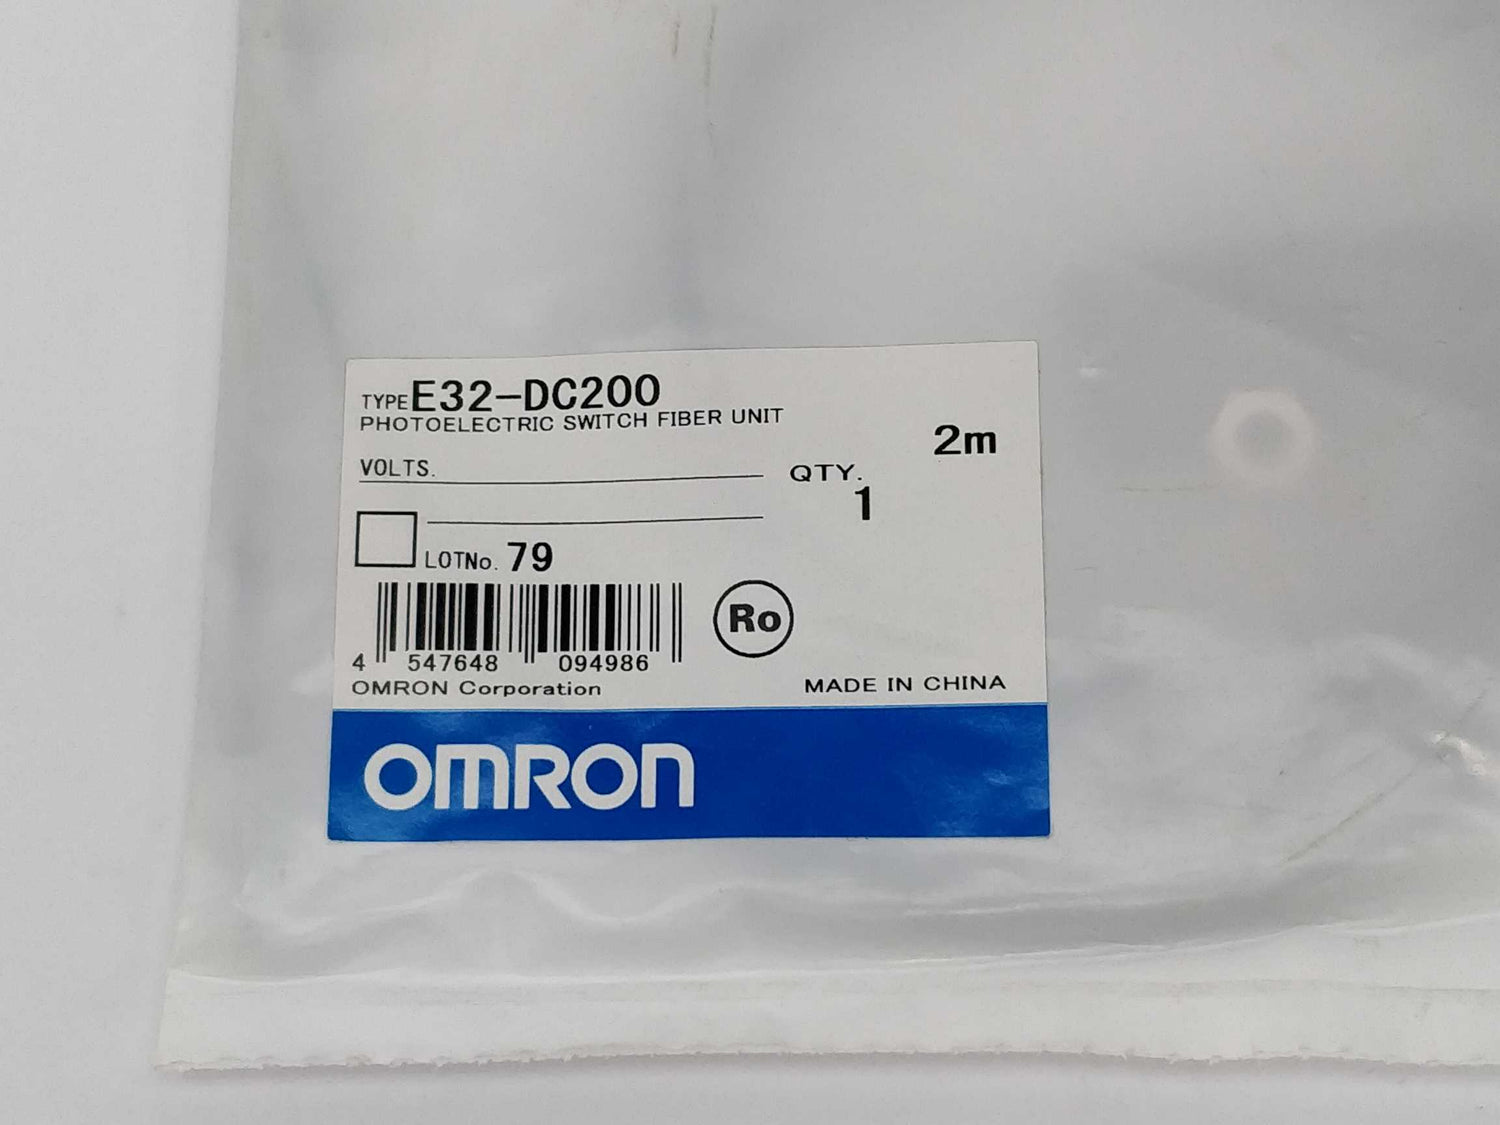 TYPE E32-DC200
PHOTOELECTRIC SWITCH FIBER UNIT
2m
VOLTS.
QTY.
1
LOTNo. 79
Ro
4 547648 094986
OMRON Corporation
MADE IN CHINA
OMRON